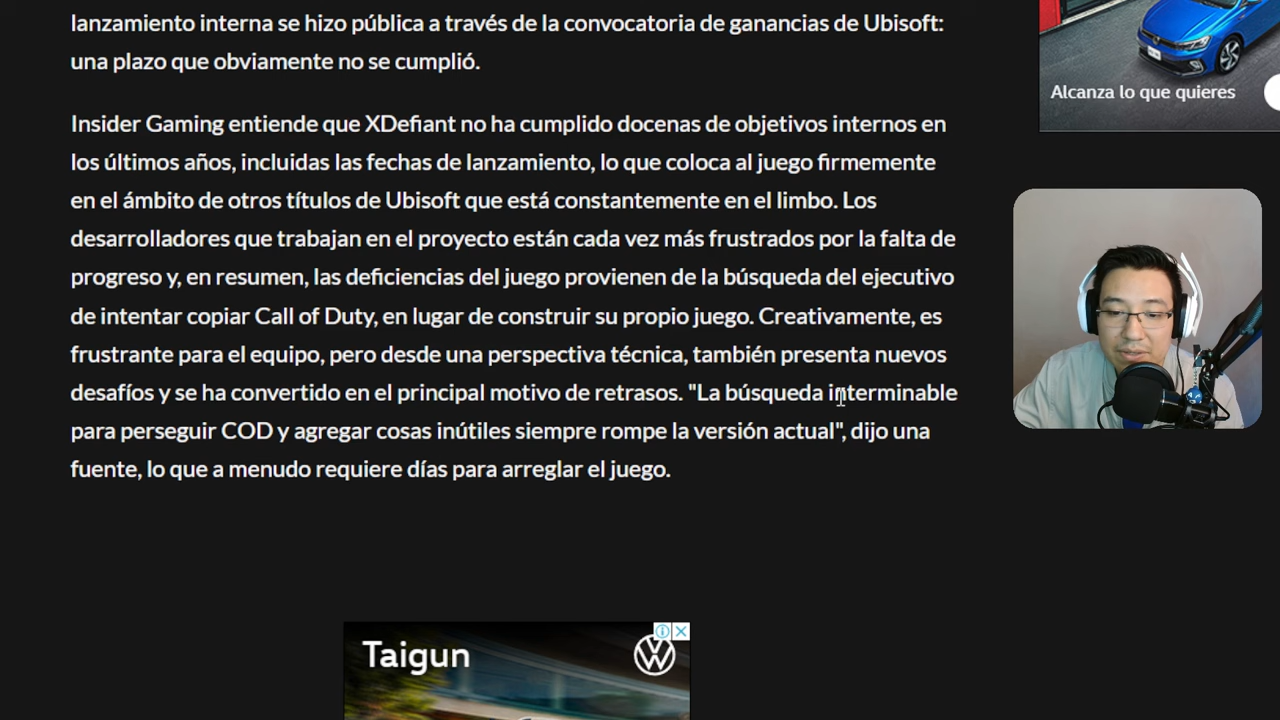 lanzamiento interna se hizo pública a través de la convocatoria de ganancias de Ubisoft:
una plazo que obviamente no se cumplió.
Insider Gaming entiende que XDefiant no ha cumplido docenas de objetivos internos en
los últimos años, incluidas las fechas de lanzamiento, lo que coloca al juego firmemente
en el ámbito de otros títulos de Ubisoft que está constantemente en el limbo. Los
desarrolladores que trabajan en el proyecto están cada vez más frustrados por la falta de
progreso y, en resumen, las deficiencias del juego provienen de la búsqueda del ejecutivo
de intentar copiar Call of Duty, en lugar de construir su propio juego. Creativamente, es
frustrante para el equipo, pero desde una perspectiva técnica, también presenta nuevos
desafíos y se ha convertido en el principal motivo de retrasos. "La búsqueda interminable
para perseguir COD y agregar cosas inútiles siempre rompe la versión actual", dijo una
fuente, lo que a menudo requiere días para arreglar el juego.
Alcanza lo que quieres
Taigun